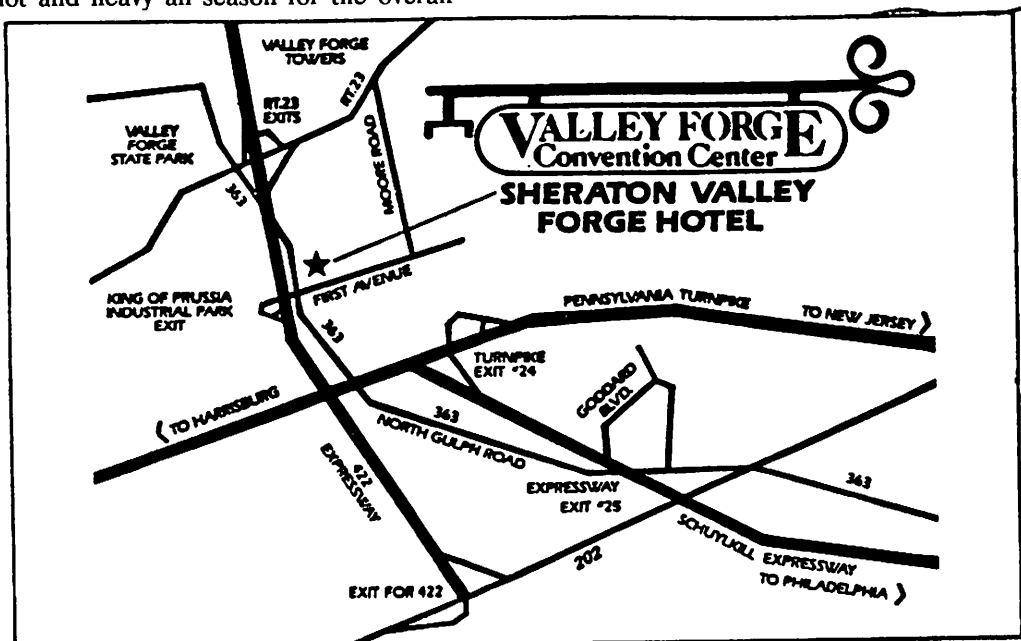 hot and heavy all season for the overall
VALLEY FORGE
TOWERS
RT.23
EXITS
RT.23
VALLEY
FORGE
STATE PARK
363
MOORE ROAD
VALLEY FORGE
Convention Center
SHERATON VALLEY
FORGE HOTEL
FIRST AVENUE
KING OF PRUSSIA
INDUSTRIAL PARK
EXIT
363
PENNSYLVANIA TURNPIKE
TO NEW JERSEY
TURNPIKE
EXIT #24
GODDARD
BLVD.
TO HARRISBURG
363
NORTH GULPH ROAD
422
EXPRESSWAY
EXPRESSWAY
EXIT #25
363
SCHUYLKILL EXPRESSWAY
TO PHILADELPHIA
202
EXIT FOR 422